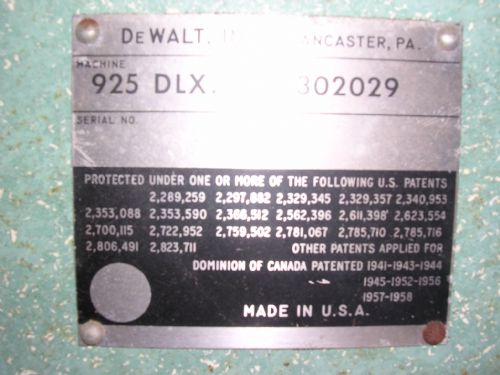 DEWALT, LANCASTER, PA.
MACHINE
925 DLX. 302029
SERIAL NO.
PROTECTED UNDER ONE OR MORE OF THE FOLLOWING U.S. PATENTS
2,289,259 2,297,882 2,329,345 2,329,357 2,340,953
2,353,088 2,353,590 2,366,512 2,562,396 2,611,398 2,623,554
2,700,115 2,722,952 2,759,502 2,781,067 2,785,710 2,785,716
2,806,491 2,823,711 OTHER PATENTS APPLIED FOR
DOMINION OF CANADA PATENTED 1941-1943-1944
1945-1952-1956
1957-1958
MADE IN U.S.A.